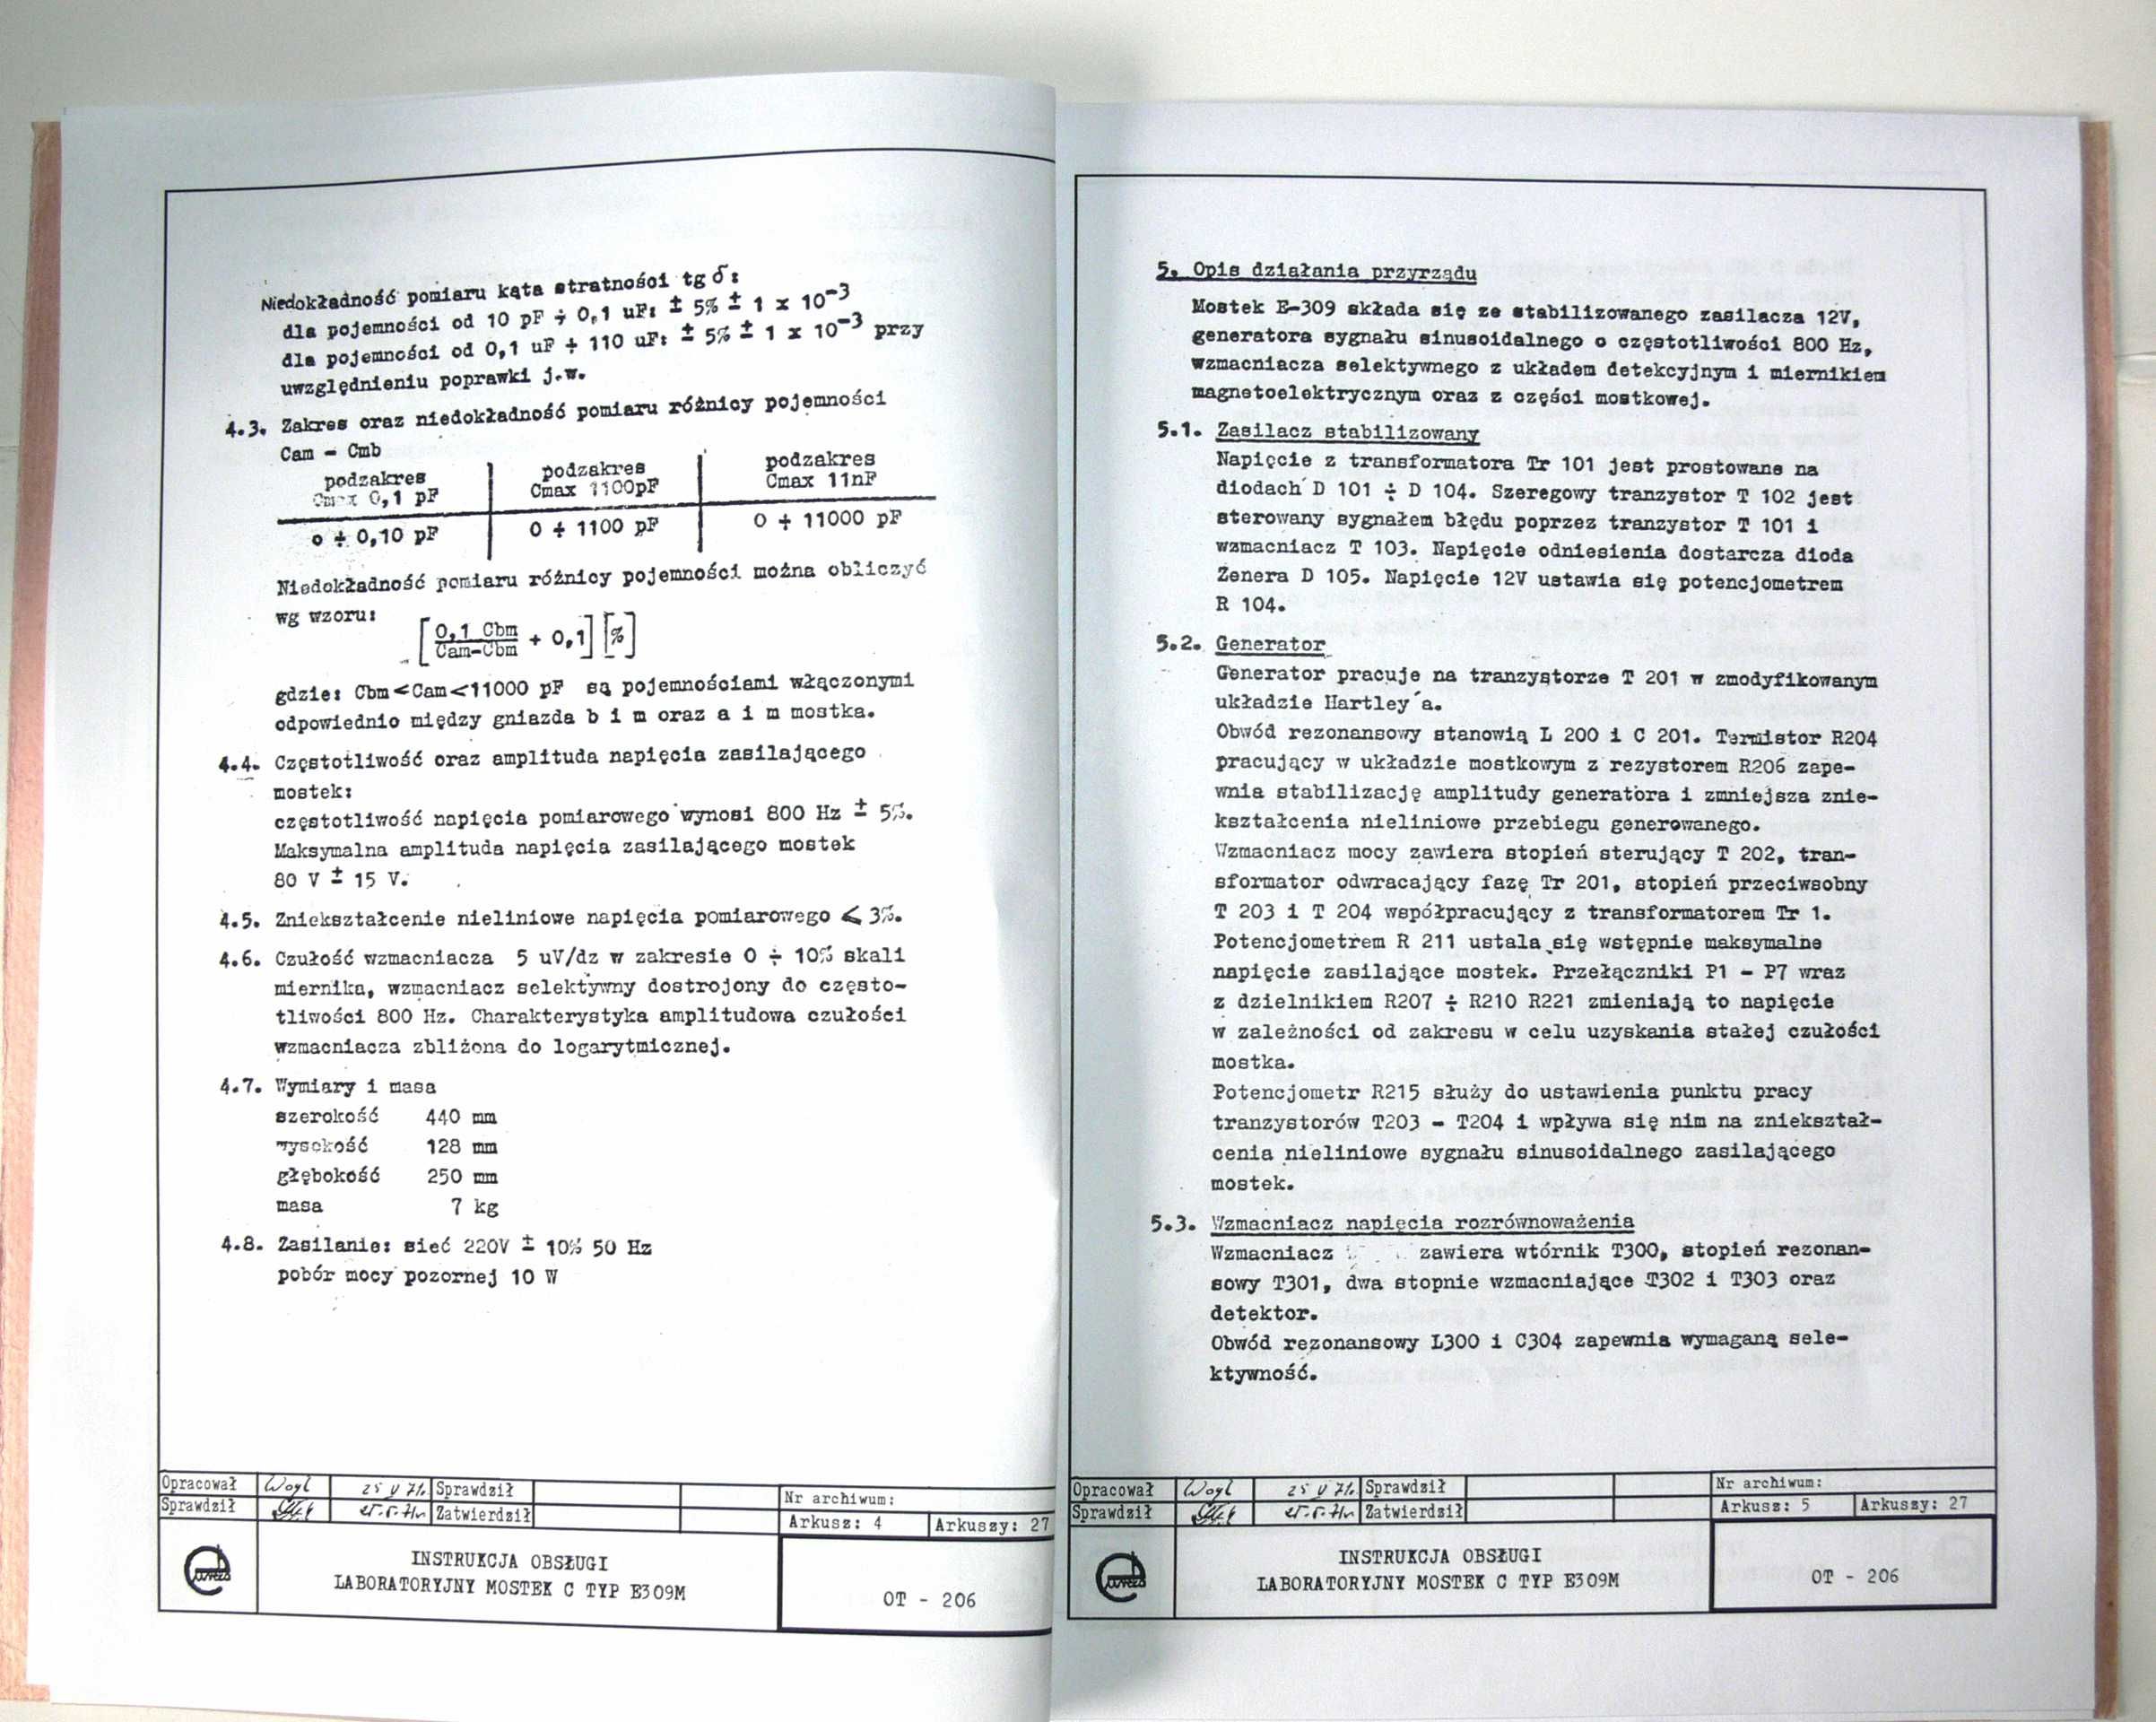 Niedokładność pomiaru kąta stratności tg δ:
dla pojemności od 10 pF ÷ 0,1 uF: ± 5% ± 1 x 10⁻³
dla pojemności od 0,1 uF ÷ 110 uF: ± 5% ± 1 x 10⁻³ przy
uwzględnieniu poprawki j.w.
4.3. Zakres oraz niedokładność pomiaru różnicy pojemności
Cam - Cmb
podzakres podzakres podzakres
Cmax 0,1 pF Cmax 1100pF Cmax 11nF
0 ÷ 0,10 pF 0 ÷ 1100 pF 0 ÷ 11000 pF
Niedokładność pomiaru różnicy pojemności można obliczyć
wg wzoru:
[0,1 Cbm / Cam-Cbm + 0,1] [%]
gdzie: Cbm < Cam < 11000 pF są pojemnościami włączonymi
odpowiednio między gniazda b i m oraz a i m mostka.
4.4. Częstotliwość oraz amplituda napięcia zasilającego
mostek:
częstotliwość napięcia pomiarowego wynosi 800 Hz ± 5%.
Maksymalna amplituda napięcia zasilającego mostek
80 V ± 15 V.
4.5. Zniekształcenie nieliniowe napięcia pomiarowego ⩽ 3%.
4.6. Czułość wzmacniacza 5 uV/dz w zakresie 0 ÷ 10% skali
miernika, wzmacniacz selektywny dostrojony do często-
tliwości 800 Hz. Charakterystyka amplitudowa czułości
wzmacniacza zbliżona do logarytmicznej.
4.7. Wymiary i masa
szerokość 440 mm
wysokość 128 mm
głębokość 250 mm
masa 7 kg
4.8. Zasilanie: sieć 220V ± 10% 50 Hz
pobór mocy pozornej 10 W
Opracował Wogl 25 V 71. Sprawdził
Sprawdził Zatwierdził
Nr archiwum:
Arkusz: 4 Arkuszy: 27
INSTRUKCJA OBSŁUGI
LABORATORYJNY MOSTEK C TYP E309M
OT - 206
5. Opis działania przyrządu
Mostek E-309 składa się ze stabilizowanego zasilacza 12V,
generatora sygnału sinusoidalnego o częstotliwości 800 Hz,
wzmacniacza selektywnego z układem detekcyjnym i miernikiem
magnetoelektrycznym oraz z części mostkowej.
5.1. Zasilacz stabilizowany
Napięcie z transformatora Tr 101 jest prostowane na
diodach D 101 ÷ D 104. Szeregowy tranzystor T 102 jest
sterowany sygnałem błędu poprzez tranzystor T 101 i
wzmacniacz T 103. Napięcie odniesienia dostarcza dioda
Zenera D 105. Napięcie 12V ustawia się potencjometrem
R 104.
5.2. Generator
Generator pracuje na tranzystorze T 201 w zmodyfikowanym
układzie Hartley'a.
Obwód rezonansowy stanowią L 200 i C 201. Termistor R204
pracujący w układzie mostkowym z rezystorem R206 zape-
wnia stabilizację amplitudy generatora i zmniejsza znie-
kształcenia nieliniowe przebiegu generowanego.
Wzmacniacz mocy zawiera stopień sterujący T 202, tran-
sformator odwracający fazę Tr 201, stopień przeciwsobny
T 203 i T 204 współpracujący z transformatorem Tr 1.
Potencjometrem R 211 ustala się wstępnie maksymalne
napięcie zasilające mostek. Przełączniki P1 - P7 wraz
z dzielnikiem R207 ÷ R210 R221 zmieniają to napięcie
w zależności od zakresu w celu uzyskania stałej czułości
mostka.
Potencjometr R215 służy do ustawienia punktu pracy
tranzystorów T203 - T204 i wpływa się nim na zniekształ-
cenia nieliniowe sygnału sinusoidalnego zasilającego
mostek.
5.3. Wzmacniacz napięcia rozrównoważenia
Wzmacniacz zawiera wtórnik T300, stopień rezonan-
sowy T301, dwa stopnie wzmacniające T302 i T303 oraz
detektor.
Obwód rezonansowy L300 i C304 zapewnia wymaganą sele-
ktywność.
Opracował Wogl 25 V 71. Sprawdził
Sprawdził Zatwierdził
Nr archiwum:
Arkusz: 5 Arkuszy: 27
INSTRUKCJA OBSŁUGI
LABORATORYJNY MOSTEK C TYP E309M
OT - 206